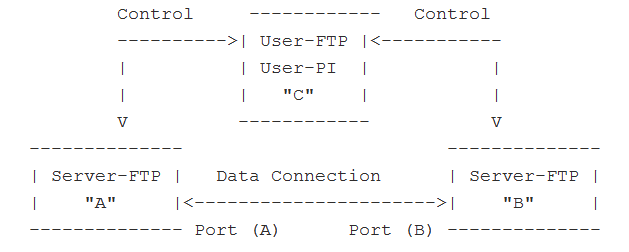 Control ------------ Control
---------->| User-FTP |<-----------
| | User-PI | |
| | "C" | |
V ------------ V
-------------- --------------
| Server-FTP | Data Connection | Server-FTP |
| "A" |<---------------------->| "B" |
-------------- Port (A) Port (B) --------------